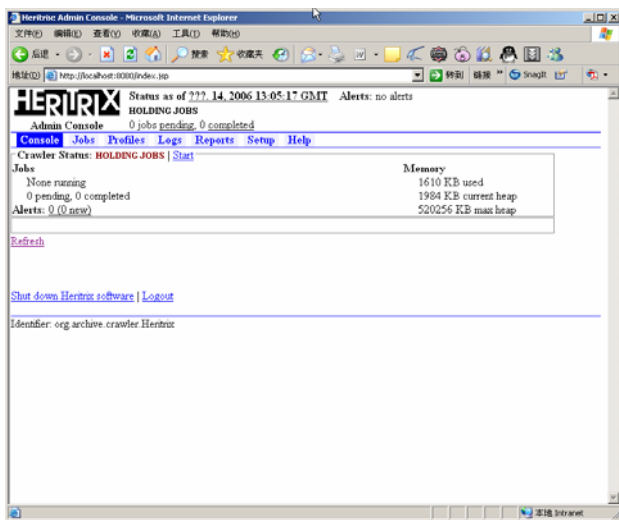 Heritrix Admin Console - Microsoft Internet Explorer
文件(F) 编辑(E) 查看(V) 收藏(A) 工具(T) 帮助(H)
后退 搜索 收藏夹
地址(D) http://localhost:8080/index.jsp 转到 链接 » SnagIt
HERITRIX Status as of ???. 14, 2006 13:05:17 GMT Alerts: no alerts
HOLDING JOBS
Admin Console 0 jobs pending, 0 completed
Console Jobs Profiles Logs Reports Setup Help
Crawler Status: HOLDING JOBS | Start
Jobs Memory
None running 1610 KB used
0 pending, 0 completed 1984 KB current heap
Alerts: 0 (0 new) 520256 KB max heap
Refresh
Shut down Heritrix software | Logout
Identifier: org.archive.crawler.Heritrix
本地 Intranet